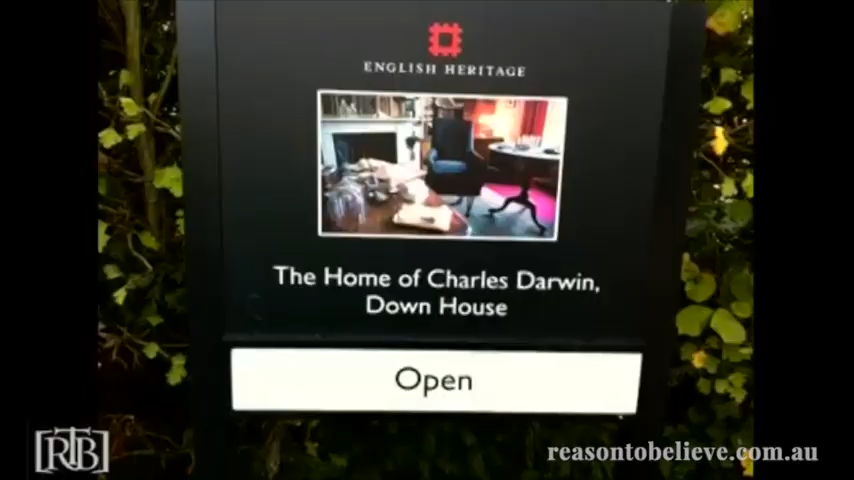 ENGLISH HERITAGE
The Home of Charles Darwin,
Down House
Open
RTB
reasontobelieve.com.au